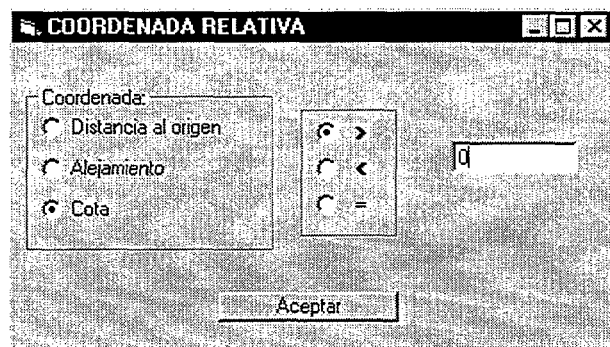 COORDENADA RELATIVA
Coordenada:
Distancia al origen
Alejamiento
Cota
>
<
=
0
Aceptar